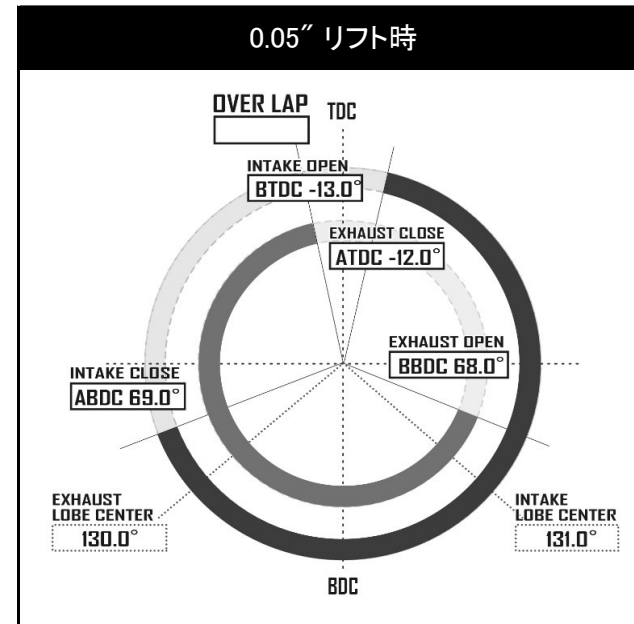 0.05″ リフト時
OVER LAP
TDC
INTAKE OPEN
BTDC -13.0°
EXHAUST CLOSE
ATDC -12.0°
EXHAUST OPEN
BBDC 68.0°
INTAKE CLOSE
ABDC 69.0°
EXHAUST
LOBE CENTER
130.0°
INTAKE
LOBE CENTER
131.0°
BDC